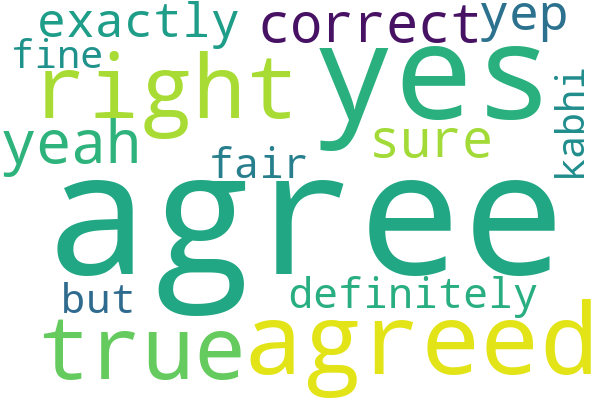 exactly correct yep
fine right yes
yeah sure kabhi
fair
agree
but definitely
true agreed